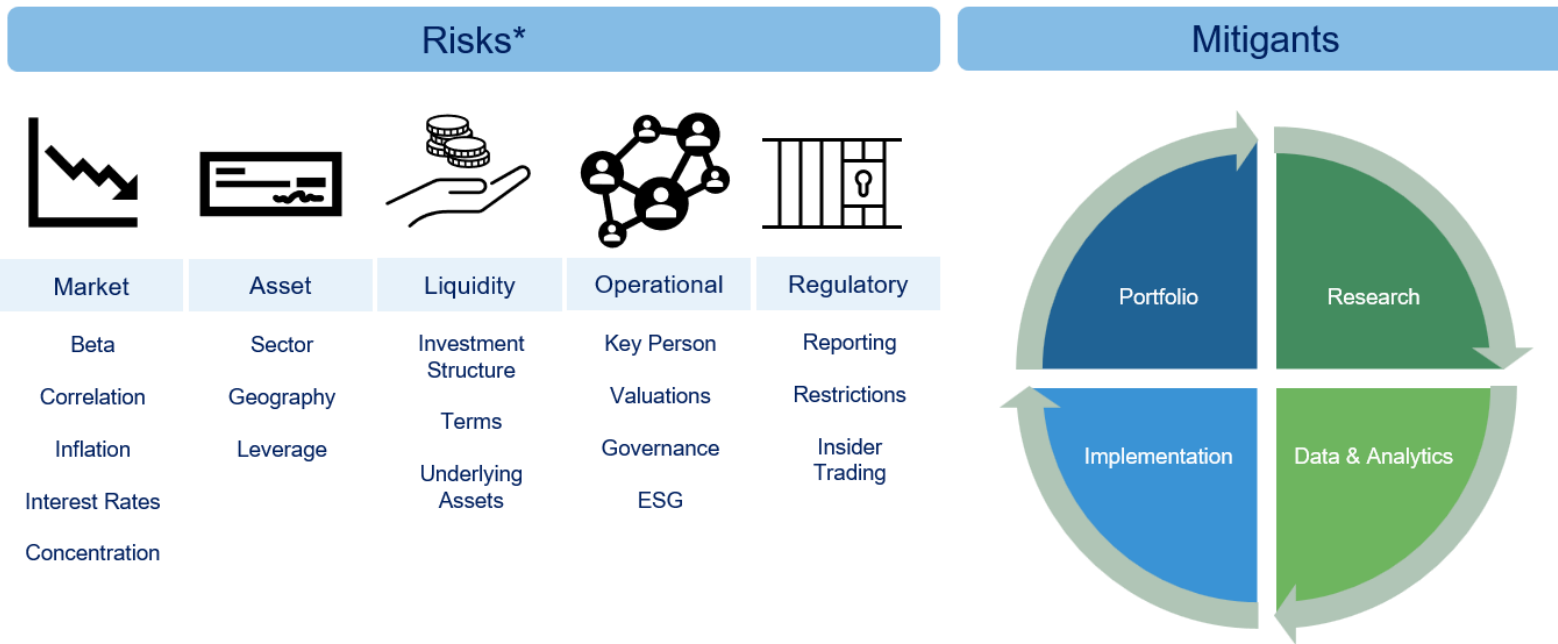 Risks*
Mitigants
Market
Asset
Liquidity
Operational
Regulatory
Beta
Correlation
Inflation
Interest Rates
Concentration
Sector
Geography
Leverage
Investment
Structure
Terms
Underlying
Assets
Key Person
Valuations
Governance
ESG
Reporting
Restrictions
Insider
Trading
Portfolio
Research
Implementation
Data & Analytics